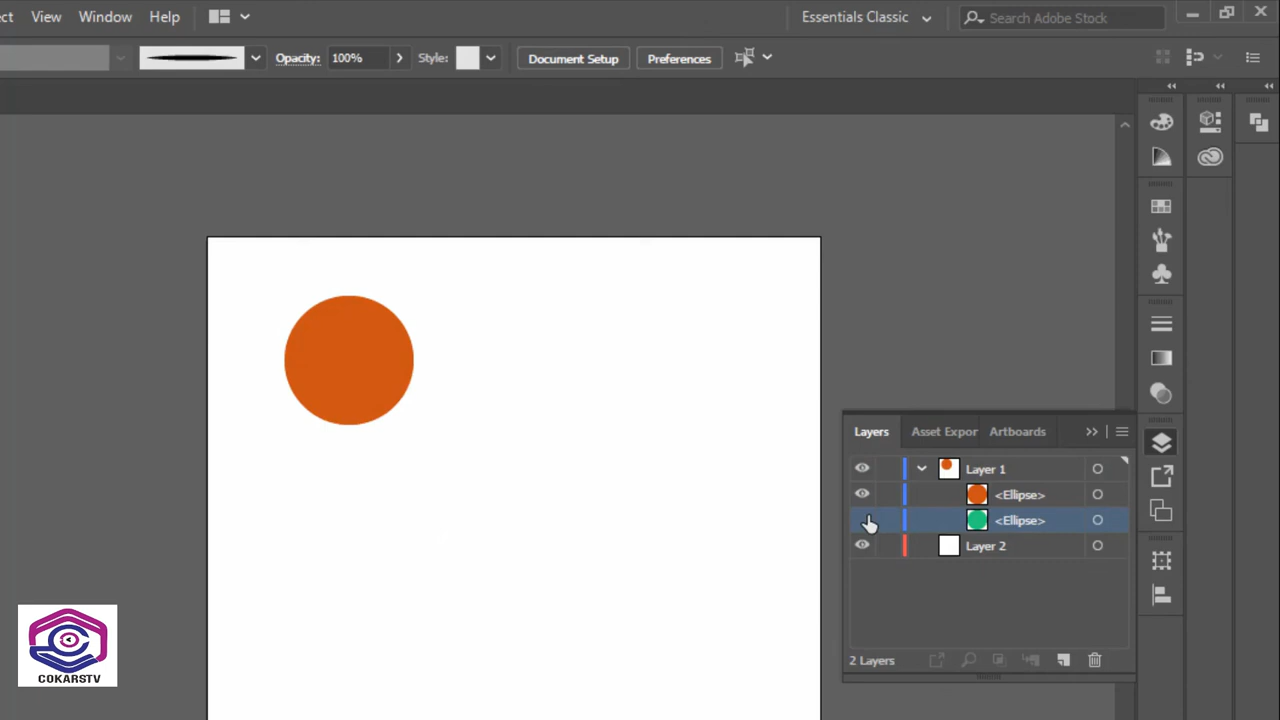 ct View Window Help Essentials Classic Search Adobe Stock
Opacity: 100% Style: Document Setup Preferences
Layers Asset Expor Artboards
Layer 1
<Ellipse>
<Ellipse>
Layer 2
2 Layers
COKARSTV